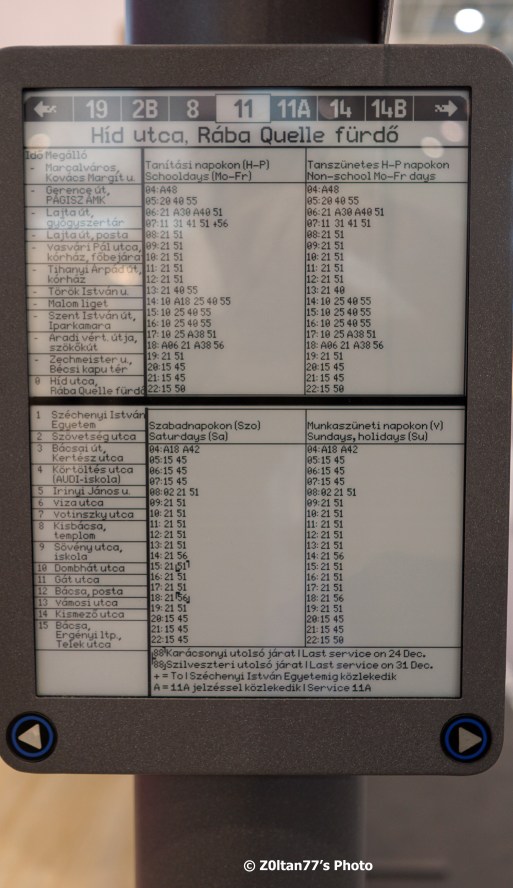 19 2B 8 11 11A 14 14B
Híd utca, Rába Quelle fürdő
Idő Megálló
- Marcalváros,
Kovács Margit u.
- Gerence út,
PÁGISZ ÁMK
- Lajta út,
gyógyszertár
- Lajta út, posta
- Vasvári Pál utca,
kórház, főbejárat
- Tihanyi Árpád út,
kórház
- Török István u.
- Malom liget
- Szent István út,
Iparkamara
- Aradi vért. útja,
szökőkút
- Zechmeister u.,
Bécsi kapu tér
0 Híd utca,
Rába Quelle fürdő
Tanítási napokon (H-P)
Schooldays (Mo-Fr)
04:A48
05:20 40 55
06:21 A30 A40 51
07:11 31 41 51 +56
08:21 51
09:21 51
10:21 51
11:21 51
12:21 51
13:21 40 55
14:10 A18 25 40 55
15:10 25 40 55
16:10 25 40 55
17:10 25 A38 51
18:A06 21 A38 56
19:21 51
20:15 45
21:15 45
22:15 50
Tanszünetes H-P napokon
Non-school Mo-Fr days
04:A48
05:20 40 55
06:21 A30 A40 51
07:11 31 41 51
08:21 51
09:21 51
10:21 51
11:21 51
12:21 51
13:21 40
14:10 25 40 55
15:10 25 40 55
16:10 25 40 55
17:10 25 A38 51
18:A06 21 A38 56
19:21 51
20:15 45
21:15 45
22:15 50
1 Széchenyi István
Egyetem
2 Szövetség utca
3 Bácsai út,
Kertész utca
4 Körtöltés utca
(AUDI-iskola)
5 Irinyi János u.
6 Víza utca
7 Votinszky utca
8 Kisbácsa,
templom
9 Sövény utca,
iskola
10 Dombhát utca
11 Gát utca
12 Bácsa, posta
13 Vámosi utca
14 Kismező utca
15 Bácsa,
Ergényi ltp.,
Telek utca
Szabadnapokon (Szo)
Saturdays (Sa)
04:A18 A42
05:15 45
06:15 45
07:15 45
08:02 21 51
09:21 51
10:21 51
11:21 51
12:21 51
13:21 51
14:21 56
15:21 51
16:21 51
17:21 51
18:21 56
19:21 51
20:15 45
21:15 45
22:15 45
Munkaszüneti napokon (V)
Sundays, holidays (Su)
04:A18 A42
05:15 45
06:15 45
07:15 45
08:02 21 51
09:21 51
10:21 51
11:21 51
12:21 51
13:21 51
14:21 56
15:21 51
16:21 51
17:21 51
18:21 56
19:21 51
20:15 45
21:15 45
22:15 50
88 Karácsonyi utolsó járat | Last service on 24 Dec.
88 Szilveszteri utolsó járat | Last service on 31 Dec.
+ = To | Széchenyi István Egyetemig közlekedik
A = 11A jelzéssel közlekedik | Service 11A
© Z0ltan77's Photo